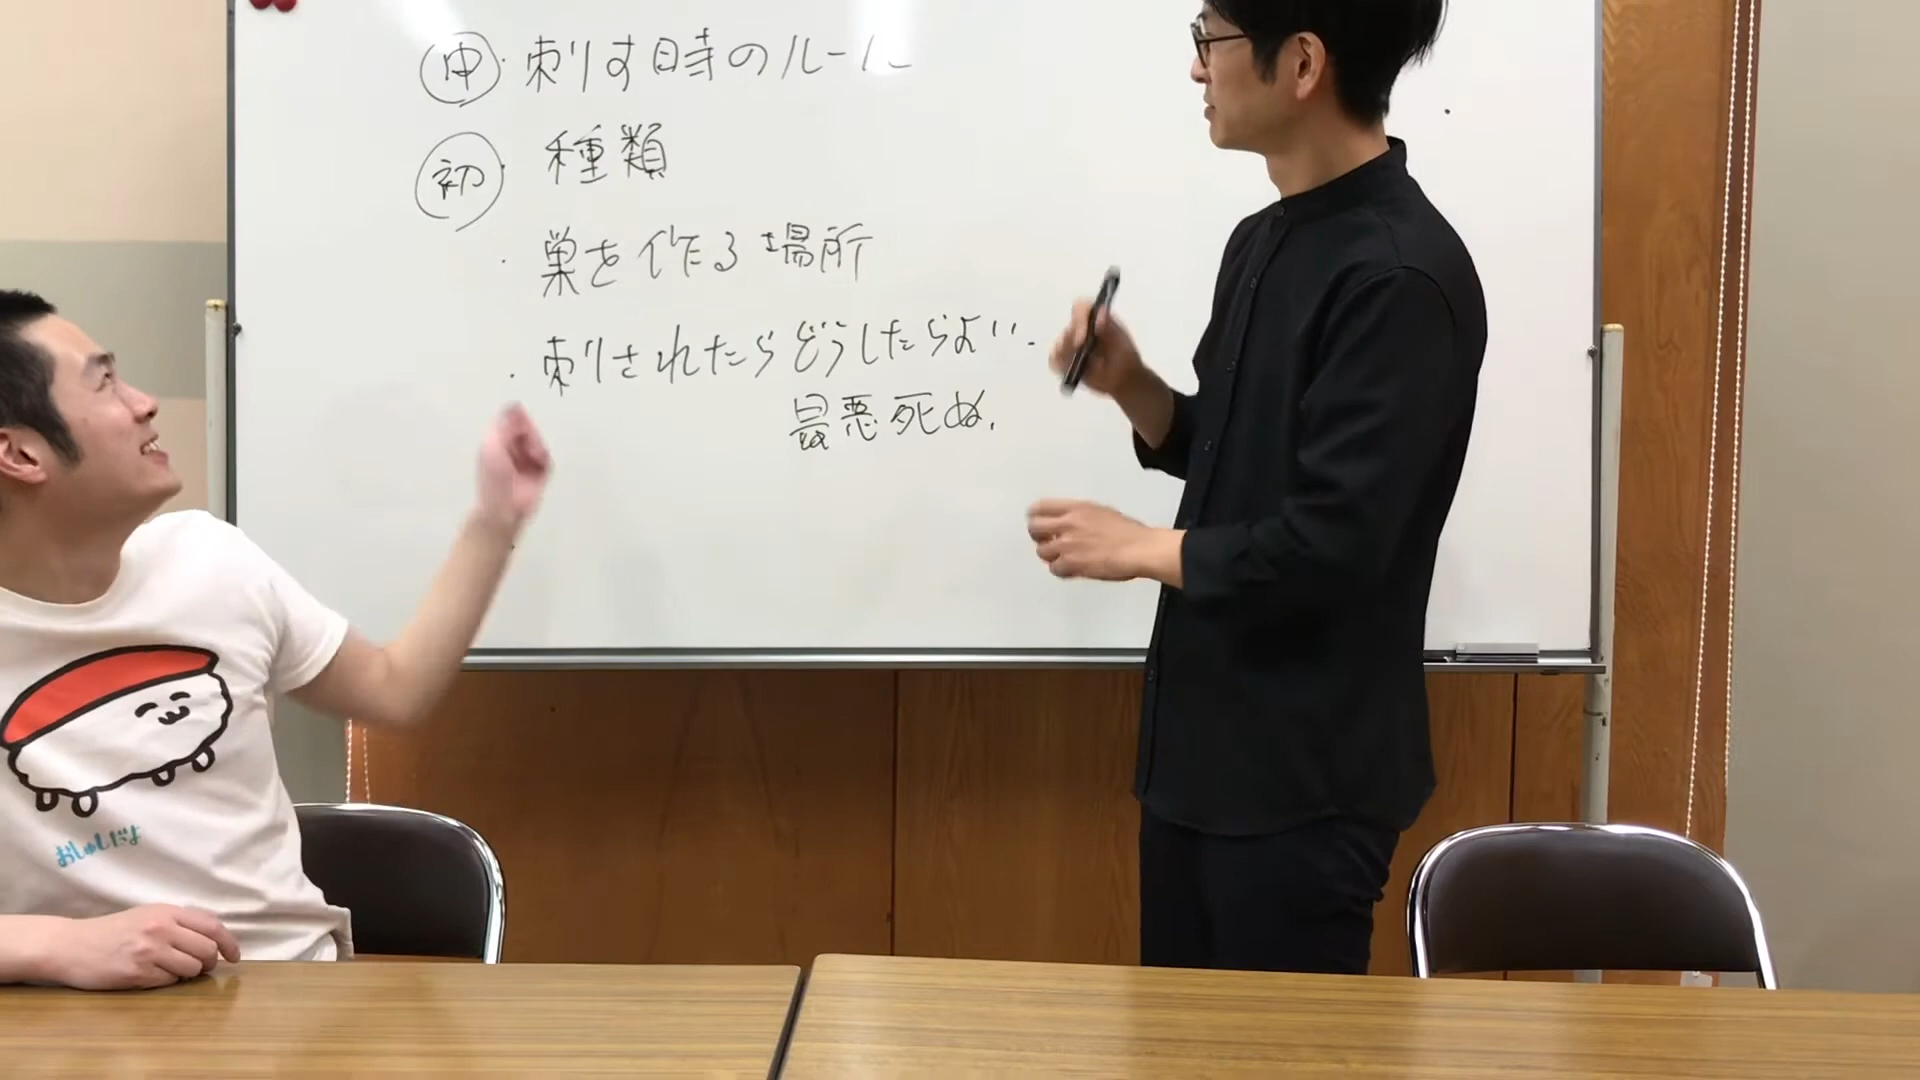 中・刺す時のルール
初・種類
・巣を作る場所
・刺されたらどうしたらよい.
最悪死ぬ.
おしゅしだよ